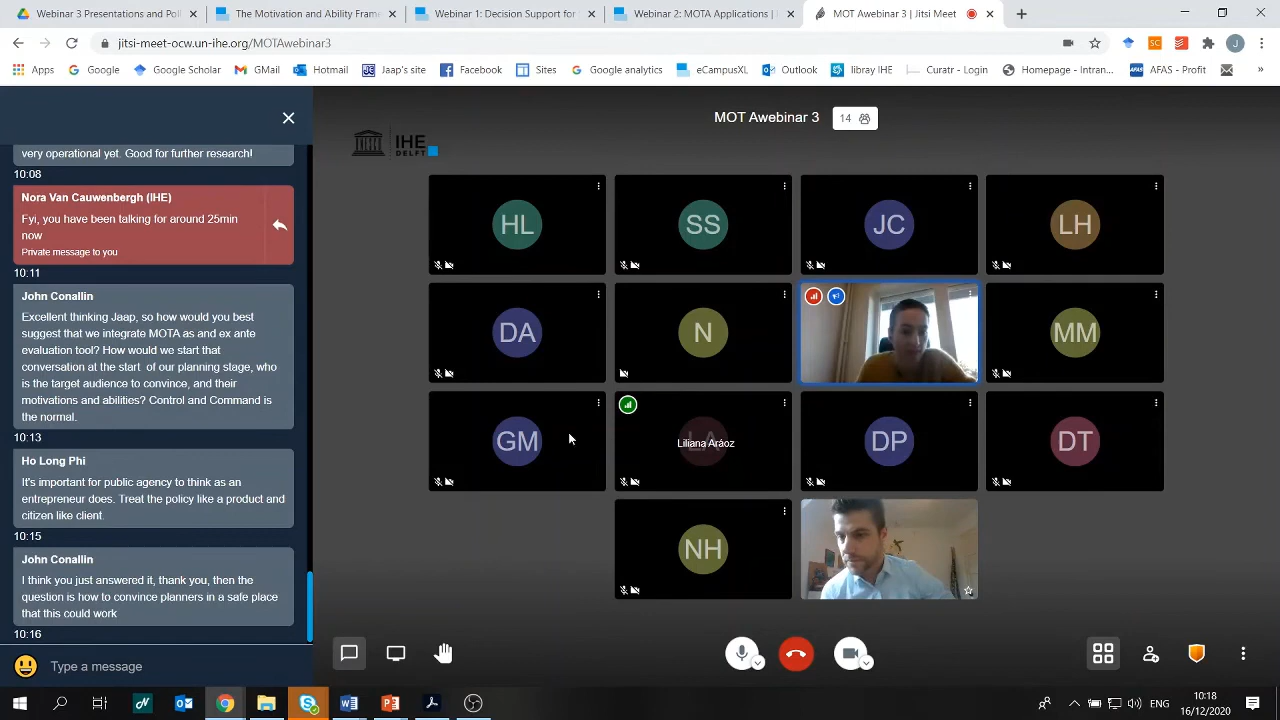 Webinar 3 Presentations and Poll
The Motivation and Ability Fram
Webinar 1: Decision Support for
Webinar 2: MOTA Applications |
MOTA Webinar 3 | Jitsi Meet
jitsi-meet-ocw.un-ihe.org/MOTAwebinar3
J
Apps
Google
Google Scholar
GMail
Hotmail
Jaap's site
Facebook
Sites
Google analytics
eCampusXL
Outlook
libray IHE
Curatr - Login
Homepage - Intran...
AFAS - Profit
»
very operational yet. Good for further research!
10:08
Nora Van Cauwenbergh (IHE)
Fyi, you have been talking for around 25min
now
Private message to you
10:11
John Conallin
Excellent thinking Jaap, so how would you best
suggest that we integrate MOTA as and ex ante
evaluation tool? How would we start that
conversation at the start of our planning stage, who
is the target audience to convince, and their
motivations and abilities? Control and Command is
the normal.
10:13
Ho Long Phi
It's important for public agency to think as an
entrepreneur does. Treat the policy like a product and
citizen like client.
10:15
John Conallin
I think you just answered it, thank you, then the
question is how to convince planners in a safe place
that this could work
10:16
Type a message
MOT Awebinar 3
14
IHE
DELFT
HL
SS
JC
LH
DA
N
MM
GM
Liliana Aráoz
DP
DT
NH
ENG
10:18
16/12/2020